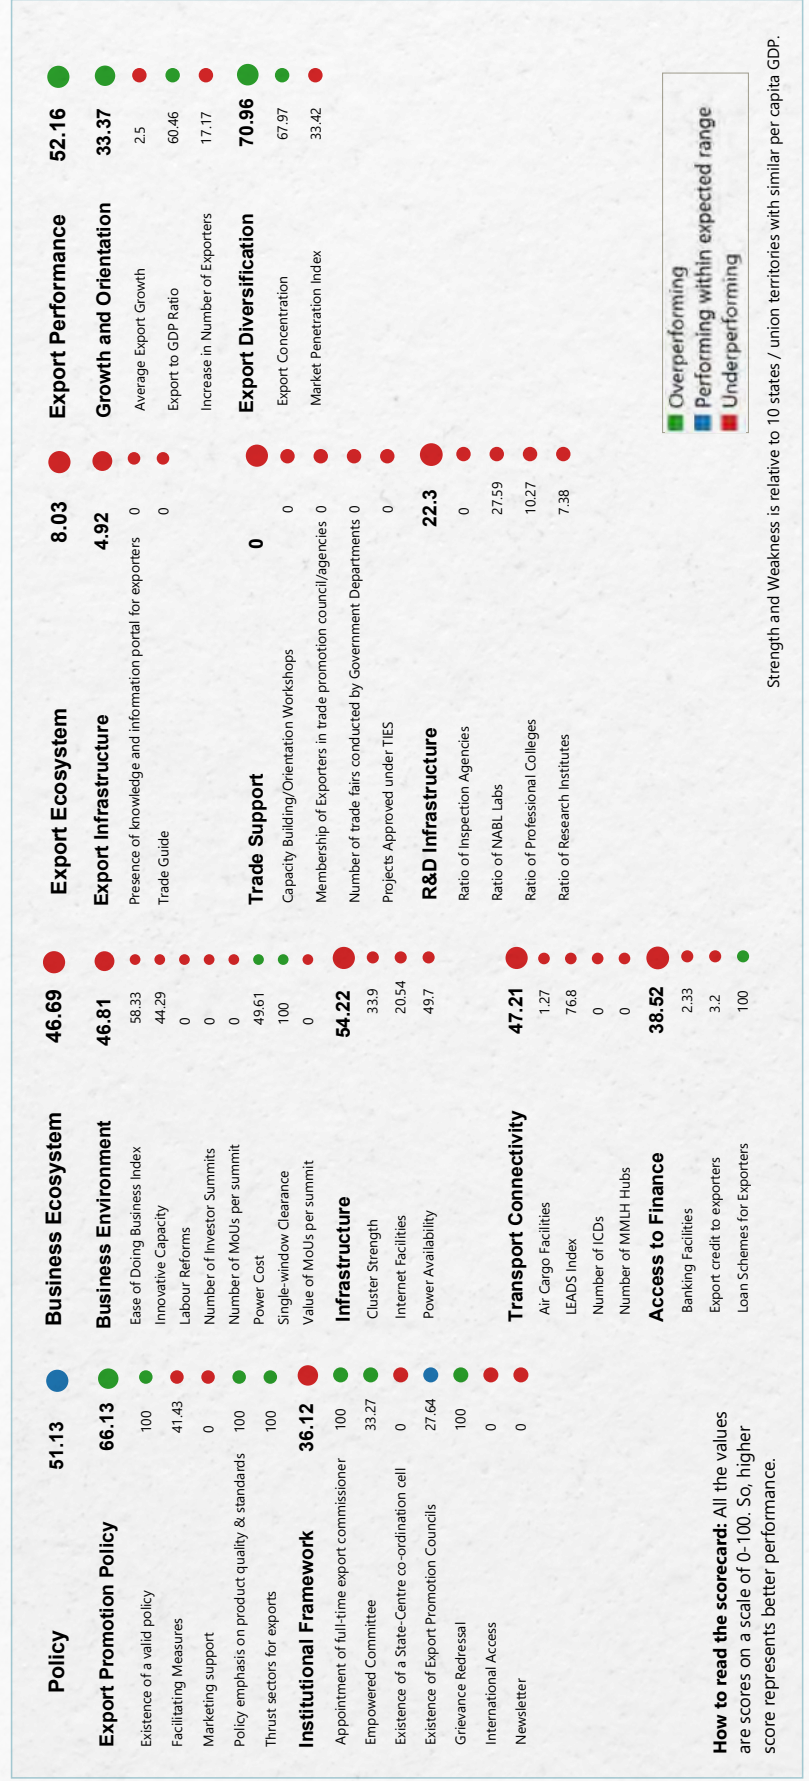 Policy 51.13
Export Promotion Policy 66.13
Existence of a valid policy 100
Facilitating Measures 41.43
Marketing support 0
Policy emphasis on product quality & standards 100
Thrust sectors for exports 100
Institutional Framework 36.12
Appointment of full-time export commissioner 100
Empowered Committee 33.27
Existence of a State-Centre co-ordination cell 0
Existence of Export Promotion Councils 27.64
Grievance Redressal 100
International Access 0
Newsletter 0
Business Ecosystem 46.69
Business Environment 46.81
Ease of Doing Business Index 58.33
Innovative Capacity 44.29
Labour Reforms 0
Number of Investor Summits 0
Number of MoUs per summit 0
Power Cost 49.61
Single-window Clearance 100
Value of MoUs per summit 0
Infrastructure 54.22
Cluster Strength 33.9
Internet Facilities 20.54
Power Availability 49.7
Transport Connectivity 47.21
Air Cargo Facilities 1.27
LEADS Index 76.8
Number of ICDs 0
Number of MMLH Hubs 0
Access to Finance 38.52
Banking Facilities 2.33
Export credit to exporters 3.2
Loan Schemes for Exporters 100
Export Ecosystem 8.03
Export Infrastructure 4.92
Presence of knowledge and information portal for exporters 0
Trade Guide 0
Trade Support 0
Capacity Building/Orientation Workshops 0
Membership of Exporters in trade promotion council/agencies 0
Number of trade fairs conducted by Government Departments 0
Projects Approved under TIES 0
R&D Infrastructure 22.3
Ratio of Inspection Agencies 0
Ratio of NABL Labs 27.59
Ratio of Professional Colleges 10.27
Ratio of Research Institutes 7.38
Export Performance 52.16
Growth and Orientation 33.37
Average Export Growth 2.5
Export to GDP Ratio 60.46
Increase in Number of Exporters 17.17
Export Diversification 70.96
Export Concentration 67.97
Market Penetration Index 33.42
How to read the scorecard: All the values
are scores on a scale of 0-100. So, higher
score represents better performance.
Overperforming
Performing within expected range
Underperforming
Strength and Weakness is relative to 10 states / union territories with similar per capita GDP.